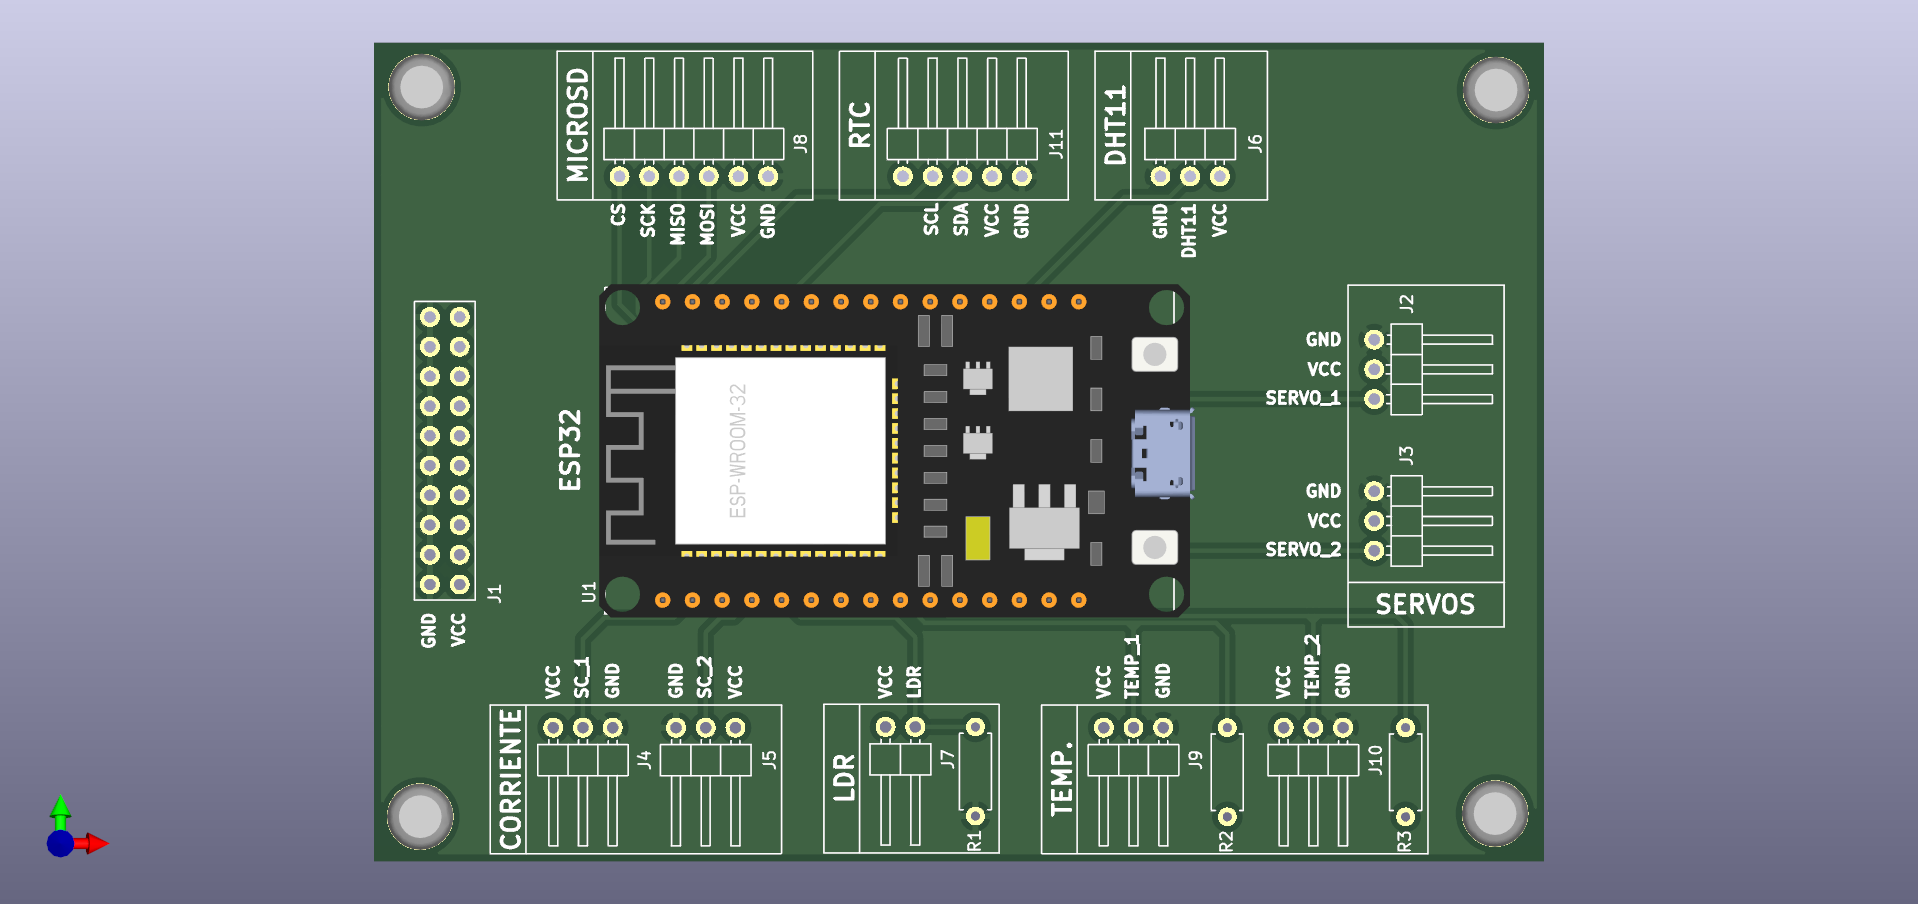 MICROSD
J8
CS
SCK
MISO
MOSI
VCC
GND
RTC
J11
SCL
SDA
VCC
GND
DHT11
J6
GND
DHT11
VCC
J1
GND
VCC
ESP32
U1
ESP-WROOM-32
J2
GND
VCC
SERVO_1
J3
GND
VCC
SERVO_2
SERVOS
CORRIENTE
VCC
SC_1
GND
J4
GND
SC_2
VCC
J5
LDR
VCC
LDR
J7
R1
TEMP.
VCC
TEMP_1
GND
J9
R2
VCC
TEMP_2
GND
J10
R3